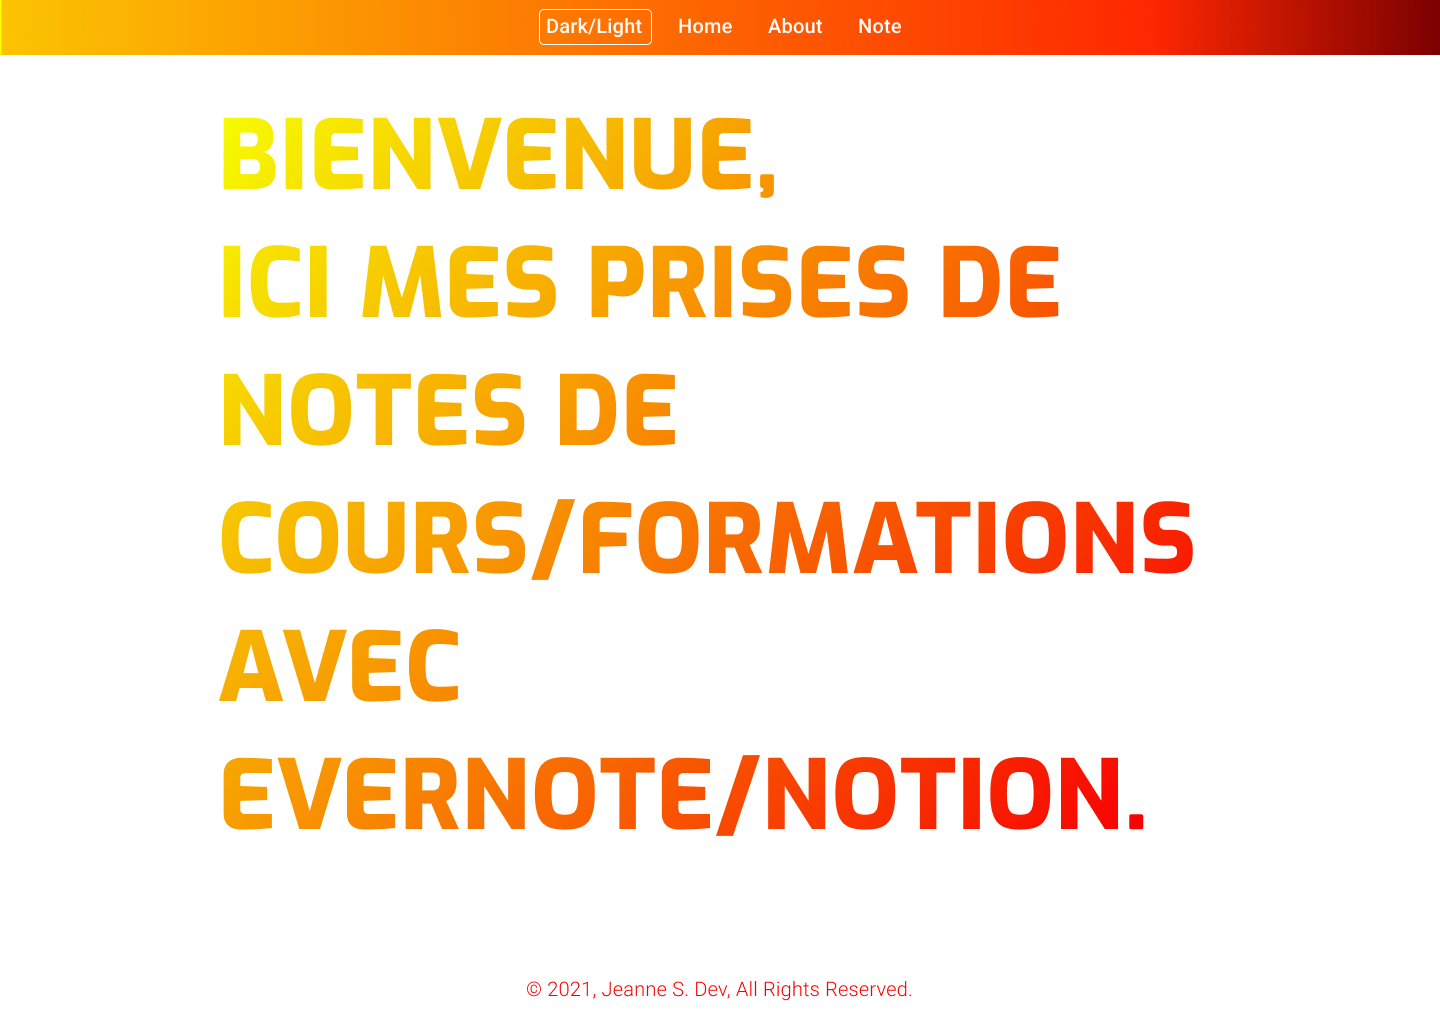 Dark/Light Home About Note
BIENVENUE,
ICI MES PRISES DE
NOTES DE
COURS/FORMATIONS
AVEC
EVERNOTE/NOTION.
© 2021, Jeanne S. Dev, All Rights Reserved.